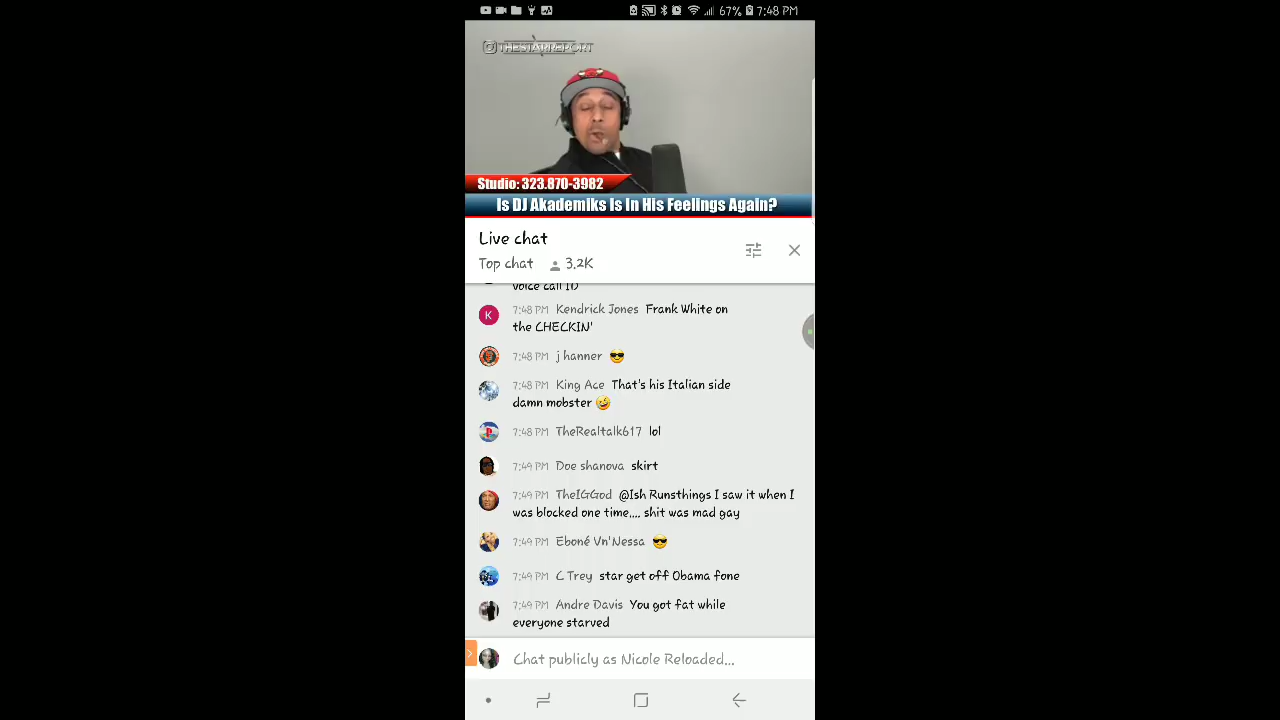 67% 7:48 PM
THESTARREPORT
Studio: 323.870-3982
Is DJ Akademiks Is In His Feelings Again?
Live chat
Top chat 3.2K
voice call ID
K 7:48 PM Kendrick Jones Frank White on
the CHECKIN'
7:48 PM j hanner 😎
7:48 PM King Ace That's his Italian side
damn mobster 🤪
7:48 PM TheRealtalk617 lol
7:49 PM Doe shanova skirt
7:49 PM TheIGGod @Ish Runsthings I saw it when I
was blocked one time.... shit was mad gay
7:49 PM Eboné Vn'Nessa 😎
7:49 PM C Trey star get off Obama fone
7:49 PM Andre Davis You got fat while
everyone starved
Chat publicly as Nicole Reloaded...